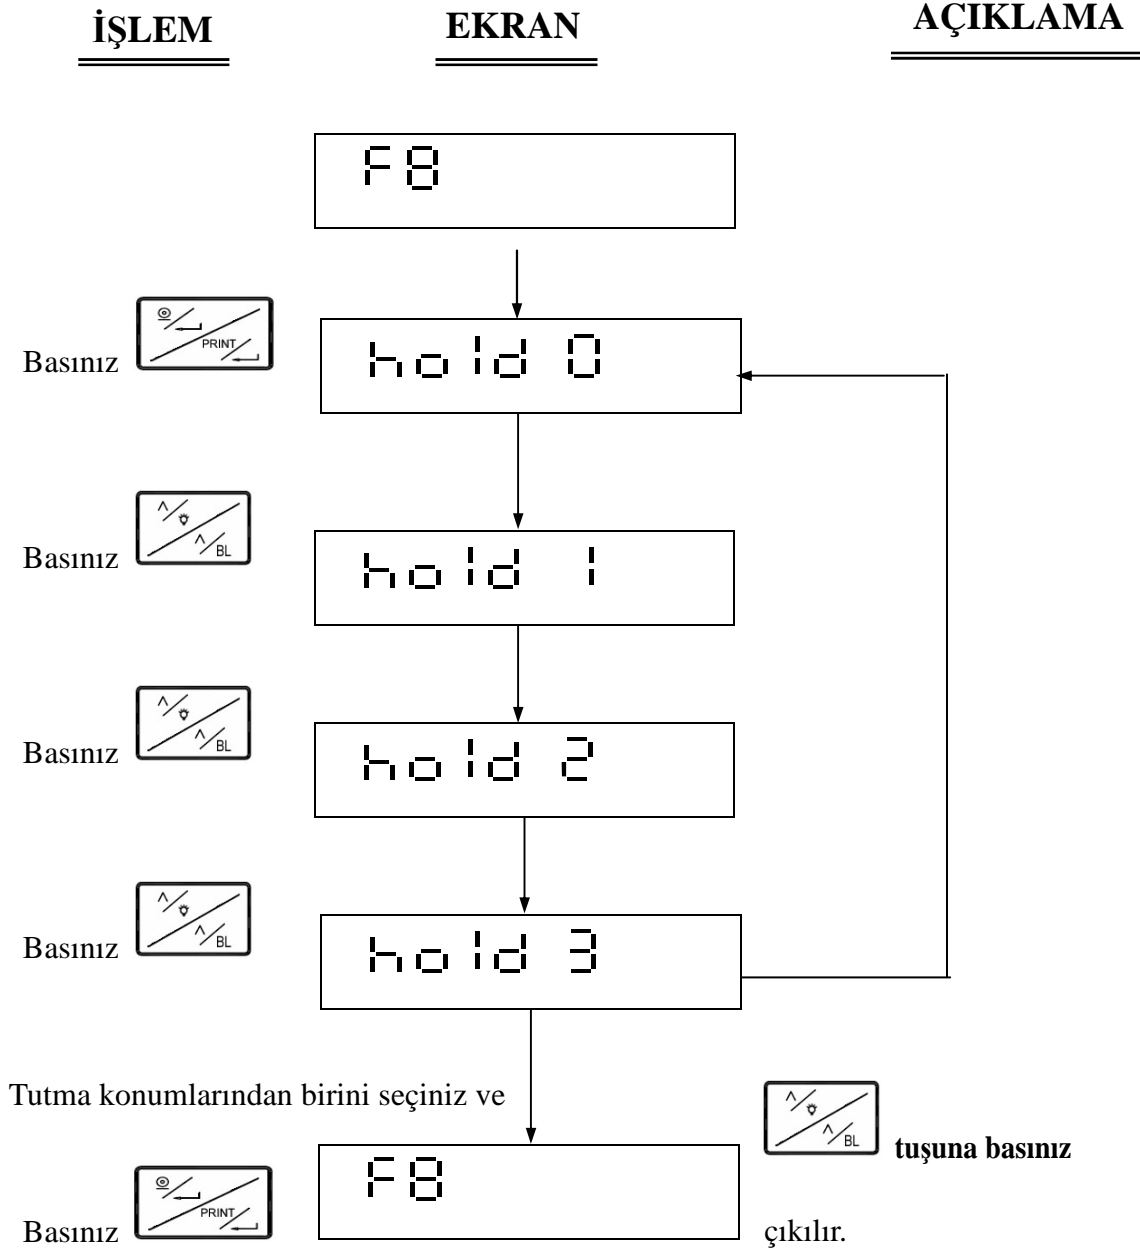 İŞLEM EKRAN AÇIKLAMA
F8
Basınız PRINT hold 0
Basınız ^ ^/BL hold 1
Basınız ^ ^/BL hold 2
Basınız ^ ^/BL hold 3
Tutma konumlarından birini seçiniz ve
^ ^/BL tuşuna basınız
Basınız PRINT F8 çıkılır.